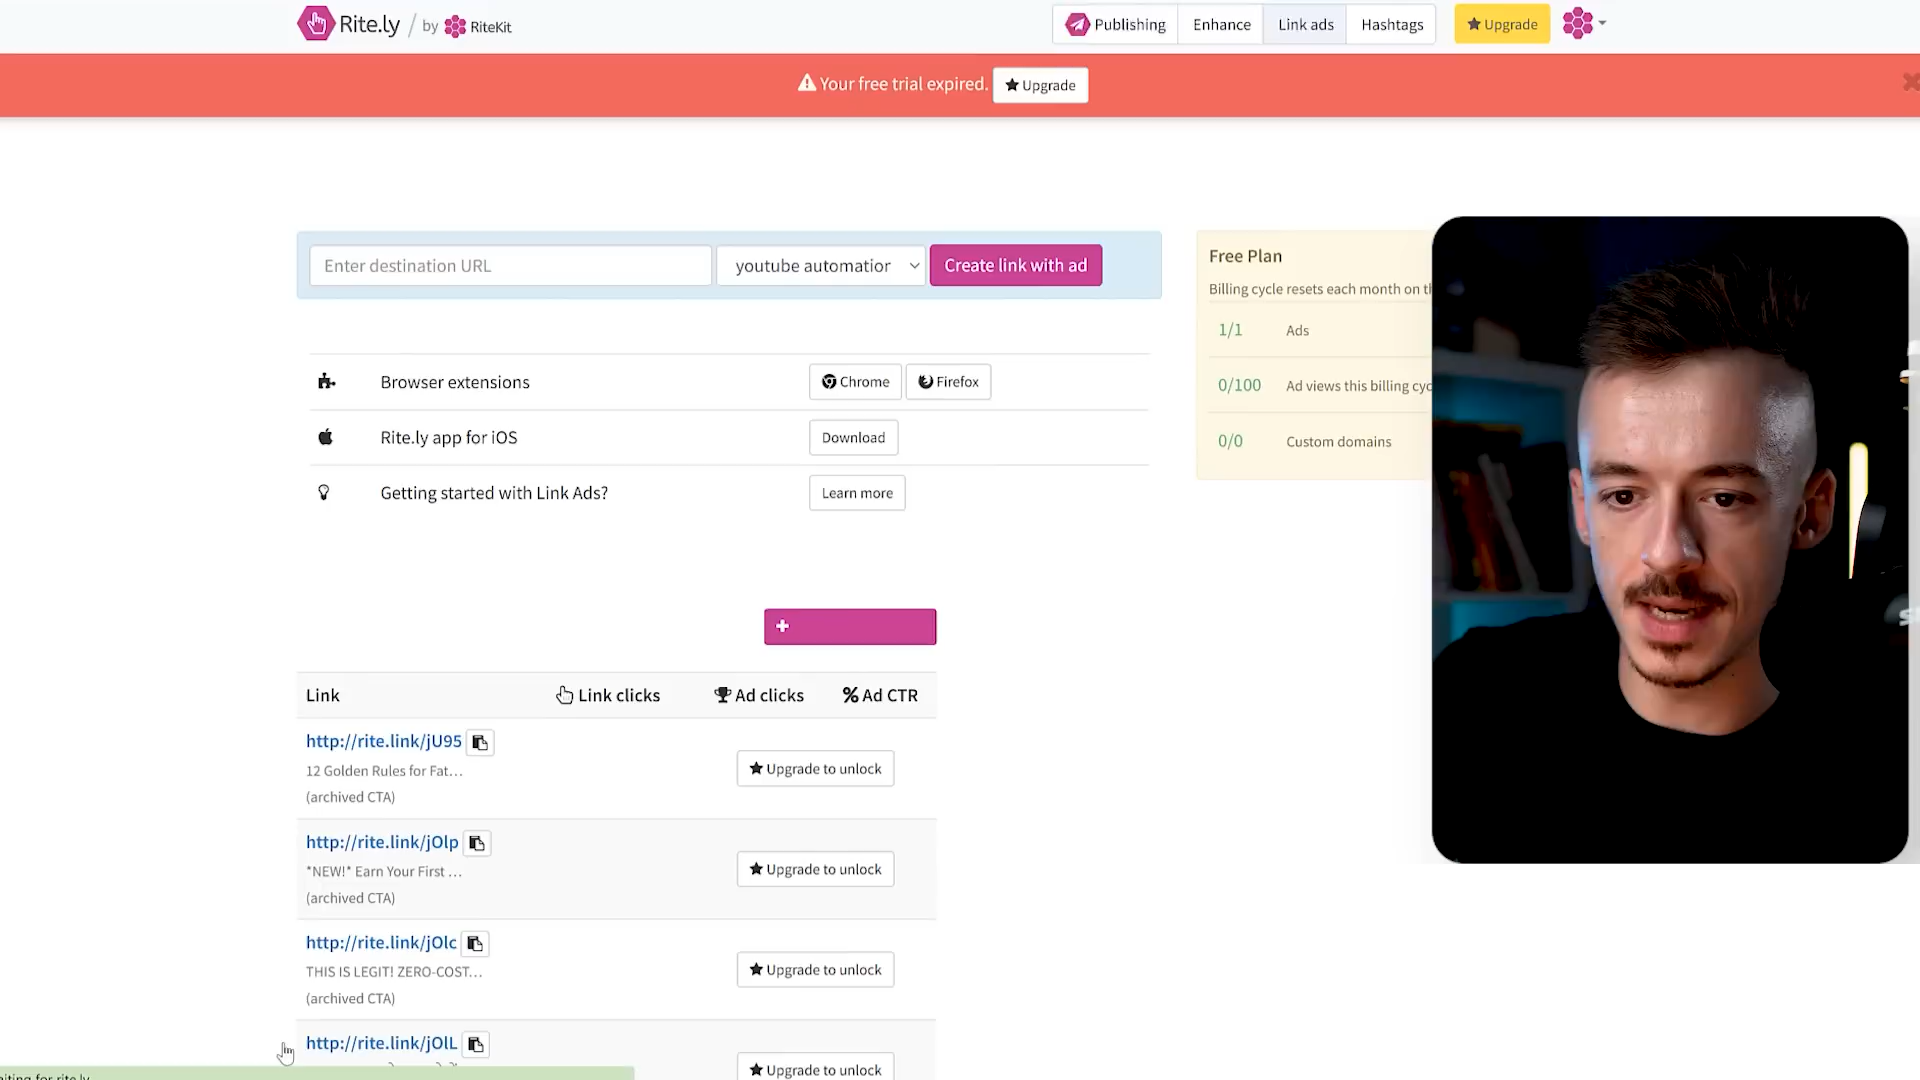 Rite.ly / by RiteKit
Publishing
Enhance
Link ads
Hashtags
Upgrade
Your free trial expired.
Upgrade
Enter destination URL
youtube automation
Create link with ad
Browser extensions
Chrome
Firefox
Rite.ly app for iOS
Download
Getting started with Link Ads?
Learn more
Free Plan
Billing cycle resets each month on th
1/1 Ads
0/100 Ad views this billing cyc
0/0 Custom domains
+
Link
Link clicks
Ad clicks
% Ad CTR
http://rite.link/jU95
12 Golden Rules for Fat…
(archived CTA)
Upgrade to unlock
http://rite.link/jOlp
*NEW!* Earn Your First …
(archived CTA)
Upgrade to unlock
http://rite.link/jOlc
THIS IS LEGIT! ZERO-COST…
(archived CTA)
Upgrade to unlock
http://rite.link/jOlL
Upgrade to unlock